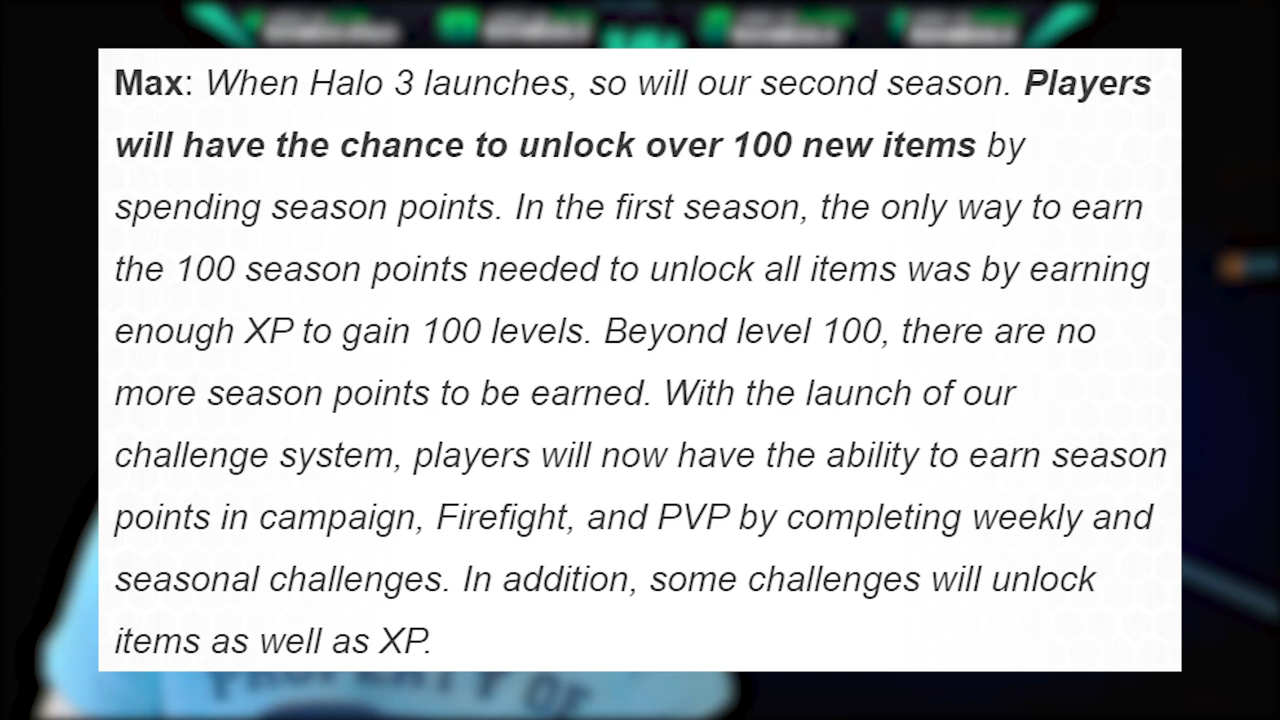 Max: When Halo 3 launches, so will our second season. Players
will have the chance to unlock over 100 new items by
spending season points. In the first season, the only way to earn
the 100 season points needed to unlock all items was by earning
enough XP to gain 100 levels. Beyond level 100, there are no
more season points to be earned. With the launch of our
challenge system, players will now have the ability to earn season
points in campaign, Firefight, and PVP by completing weekly and
seasonal challenges. In addition, some challenges will unlock
items as well as XP.
PROPERTY OF